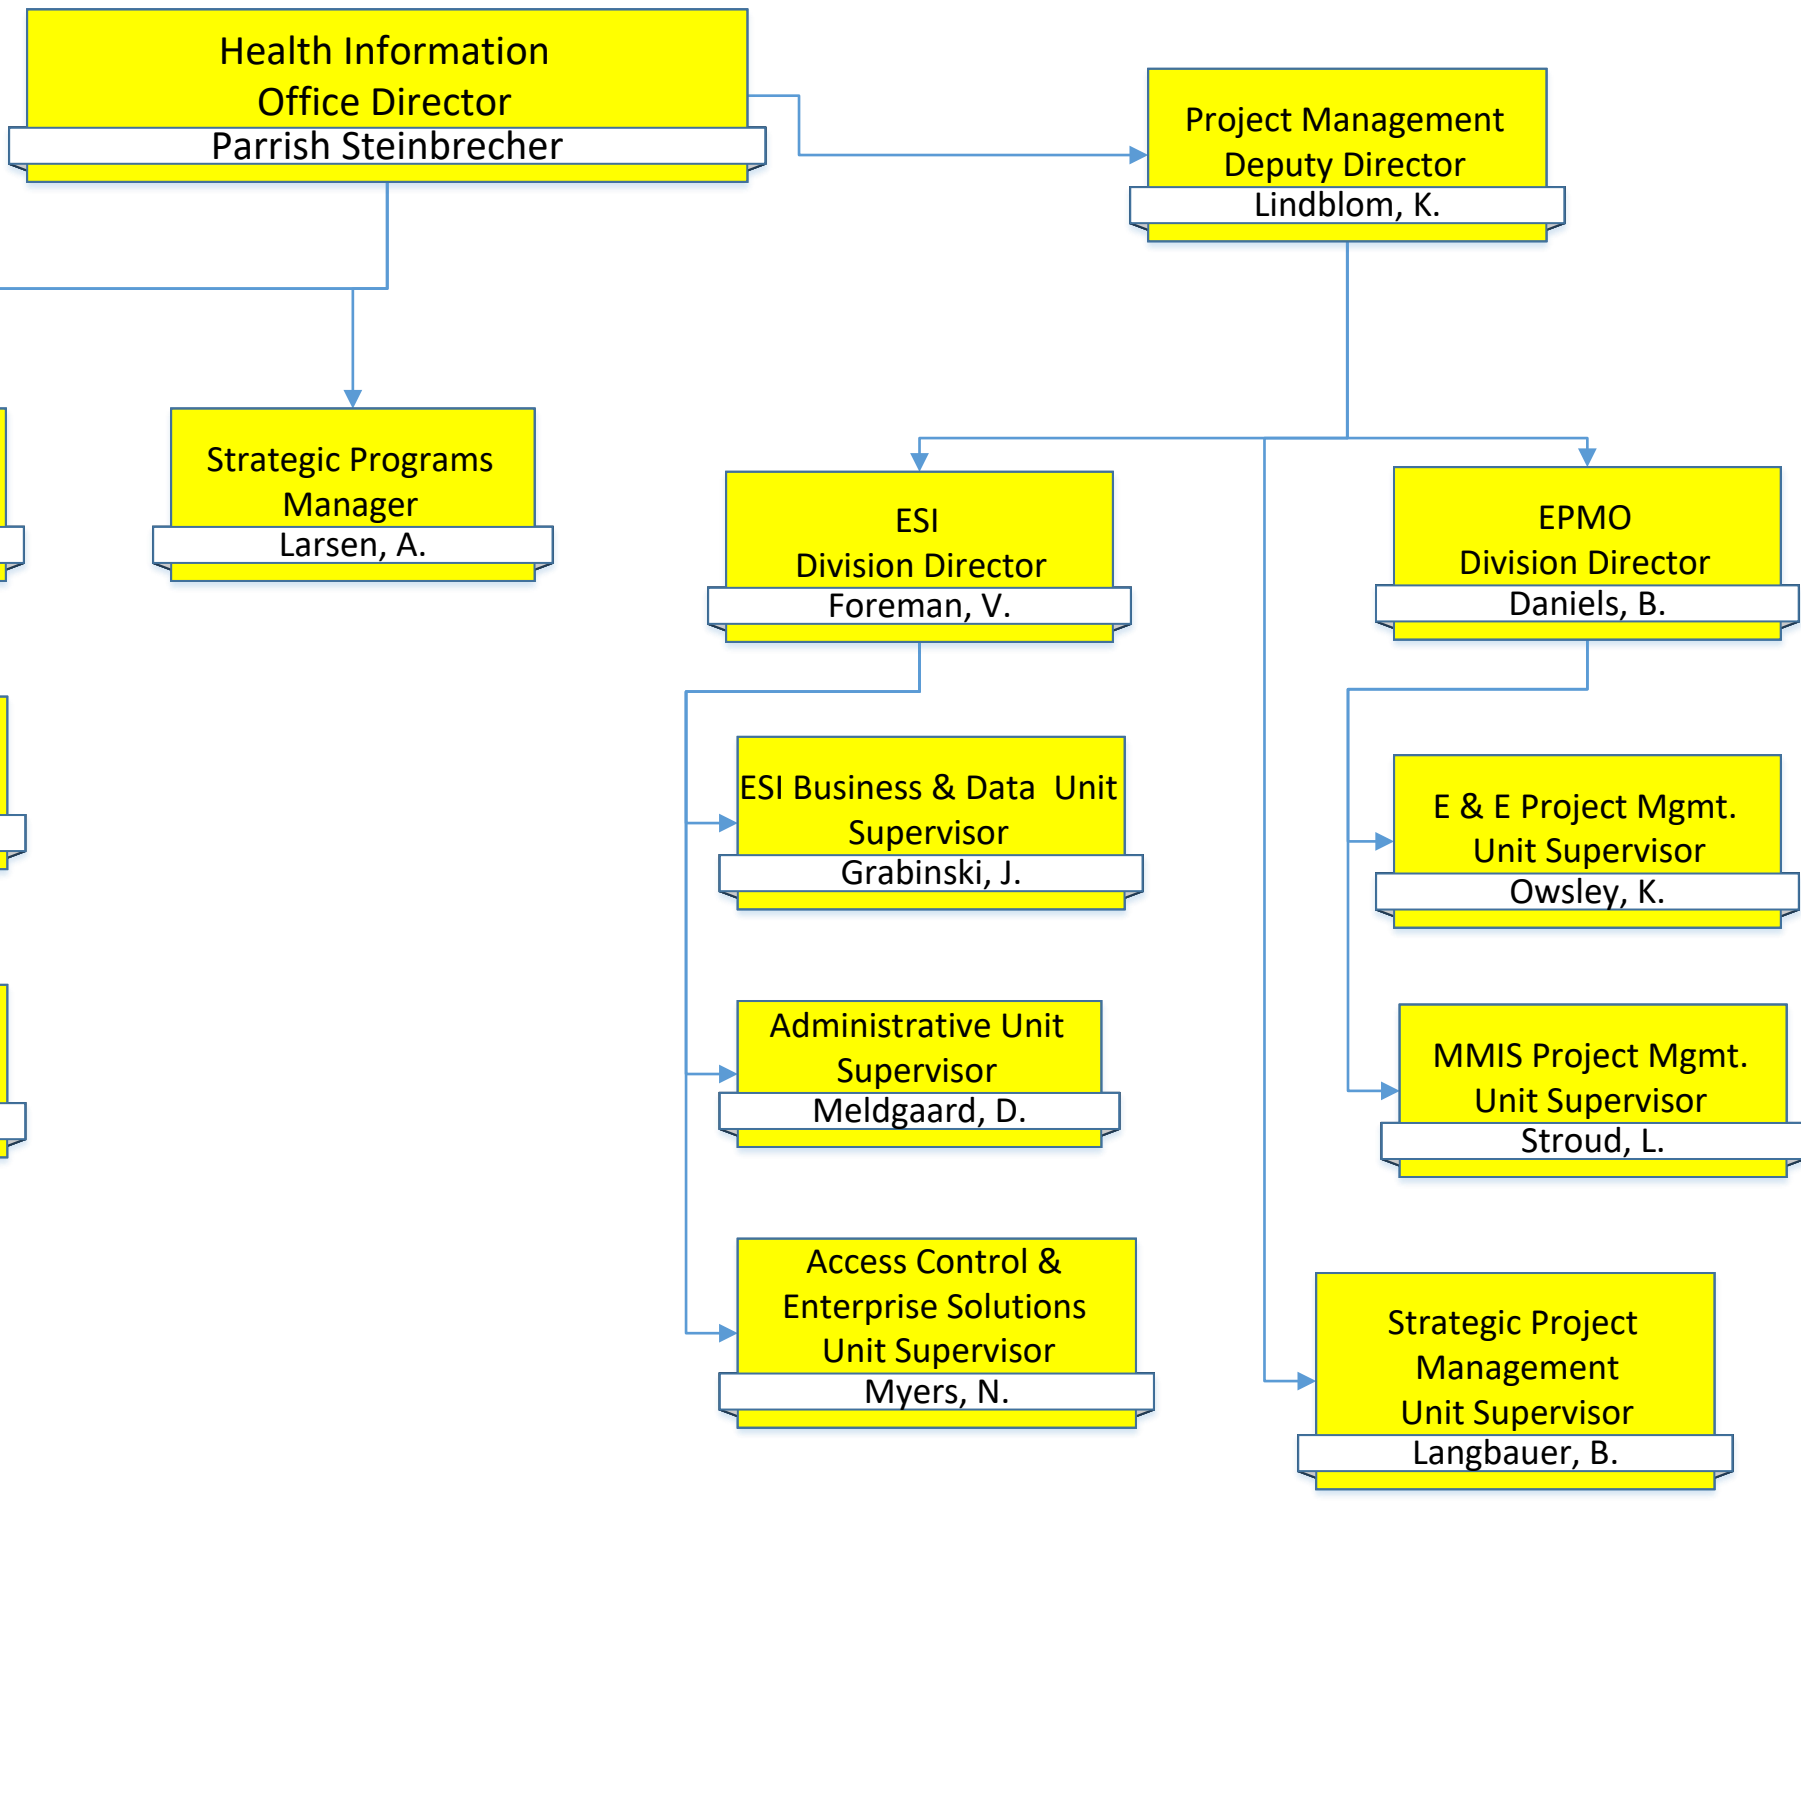 Health Information
Office Director
Parrish Steinbrecher
Project Management
Deputy Director
Lindblom, K.
Strategic Programs
Manager
Larsen, A.
ESI
Division Director
Foreman, V.
EPMO
Division Director
Daniels, B.
ESI Business & Data  Unit
Supervisor
Grabinski, J.
E & E Project Mgmt.
Unit Supervisor
Owsley, K.
Administrative Unit
Supervisor
Meldgaard, D.
MMIS Project Mgmt.
Unit Supervisor
Stroud, L.
Access Control &
Enterprise Solutions
Unit Supervisor
Myers, N.
Strategic Project
Management
Unit Supervisor
Langbauer, B.